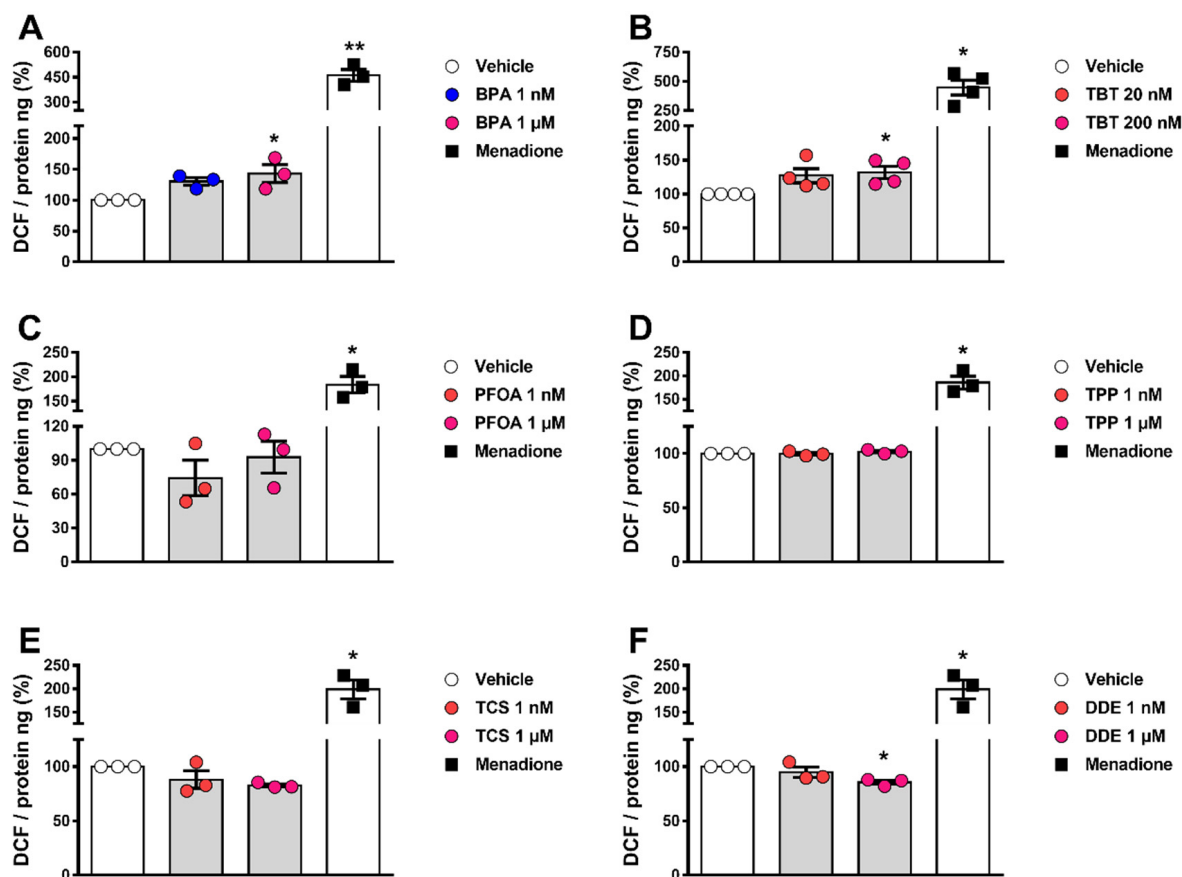 A
DCF / protein ng (%)
600
450
300
200
150
100
50
0
*
**
Vehicle
BPA 1 nM
BPA 1 µM
Menadione
B
DCF / protein ng (%)
750
500
250
200
150
100
50
0
*
*
Vehicle
TBT 20 nM
TBT 200 nM
Menadione
C
DCF / protein ng (%)
250
200
150
120
90
60
30
0
*
Vehicle
PFOA 1 nM
PFOA 1 µM
Menadione
D
DCF / protein ng (%)
250
200
150
100
50
0
*
Vehicle
TPP 1 nM
TPP 1 µM
Menadione
E
DCF / protein ng (%)
250
200
150
100
50
0
*
Vehicle
TCS 1 nM
TCS 1 µM
Menadione
F
DCF / protein ng (%)
250
200
150
100
50
0
*
*
Vehicle
DDE 1 nM
DDE 1 µM
Menadione